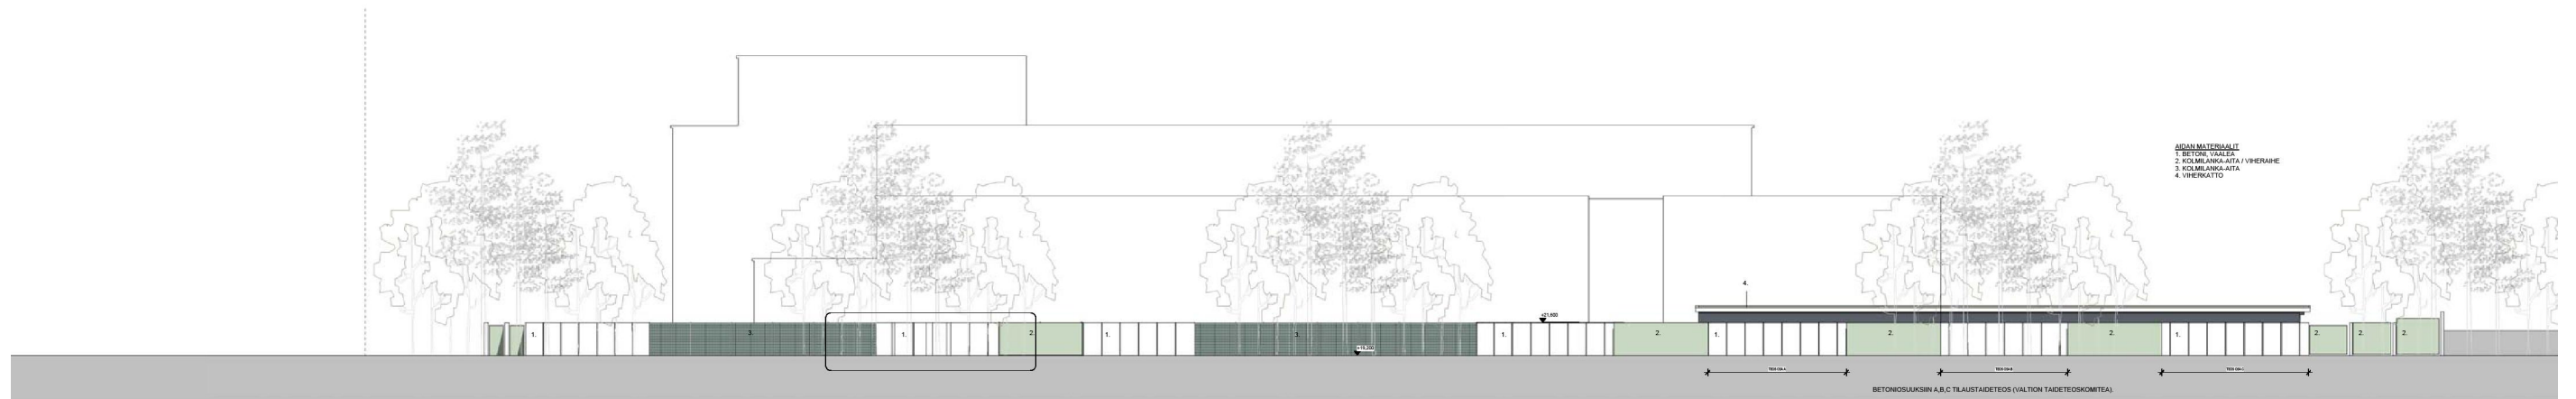 AIDAN MATERIAALIT
1. BETONI, VAALEA
2. KOLMILANKA-AITA / VIHERAIHE
3. KOLMILANKA-AITA
4. VIHERKATTO
4.
+21.600
1.
3.
1.
2.
1.
3.
1.
2.
1.
2.
2.
1.
2.
2.
2.
BETONIOSUUKSIIN A,B,C TILAUSTAIDETEOS (VALTION TAIDETEOSKOMITEA).